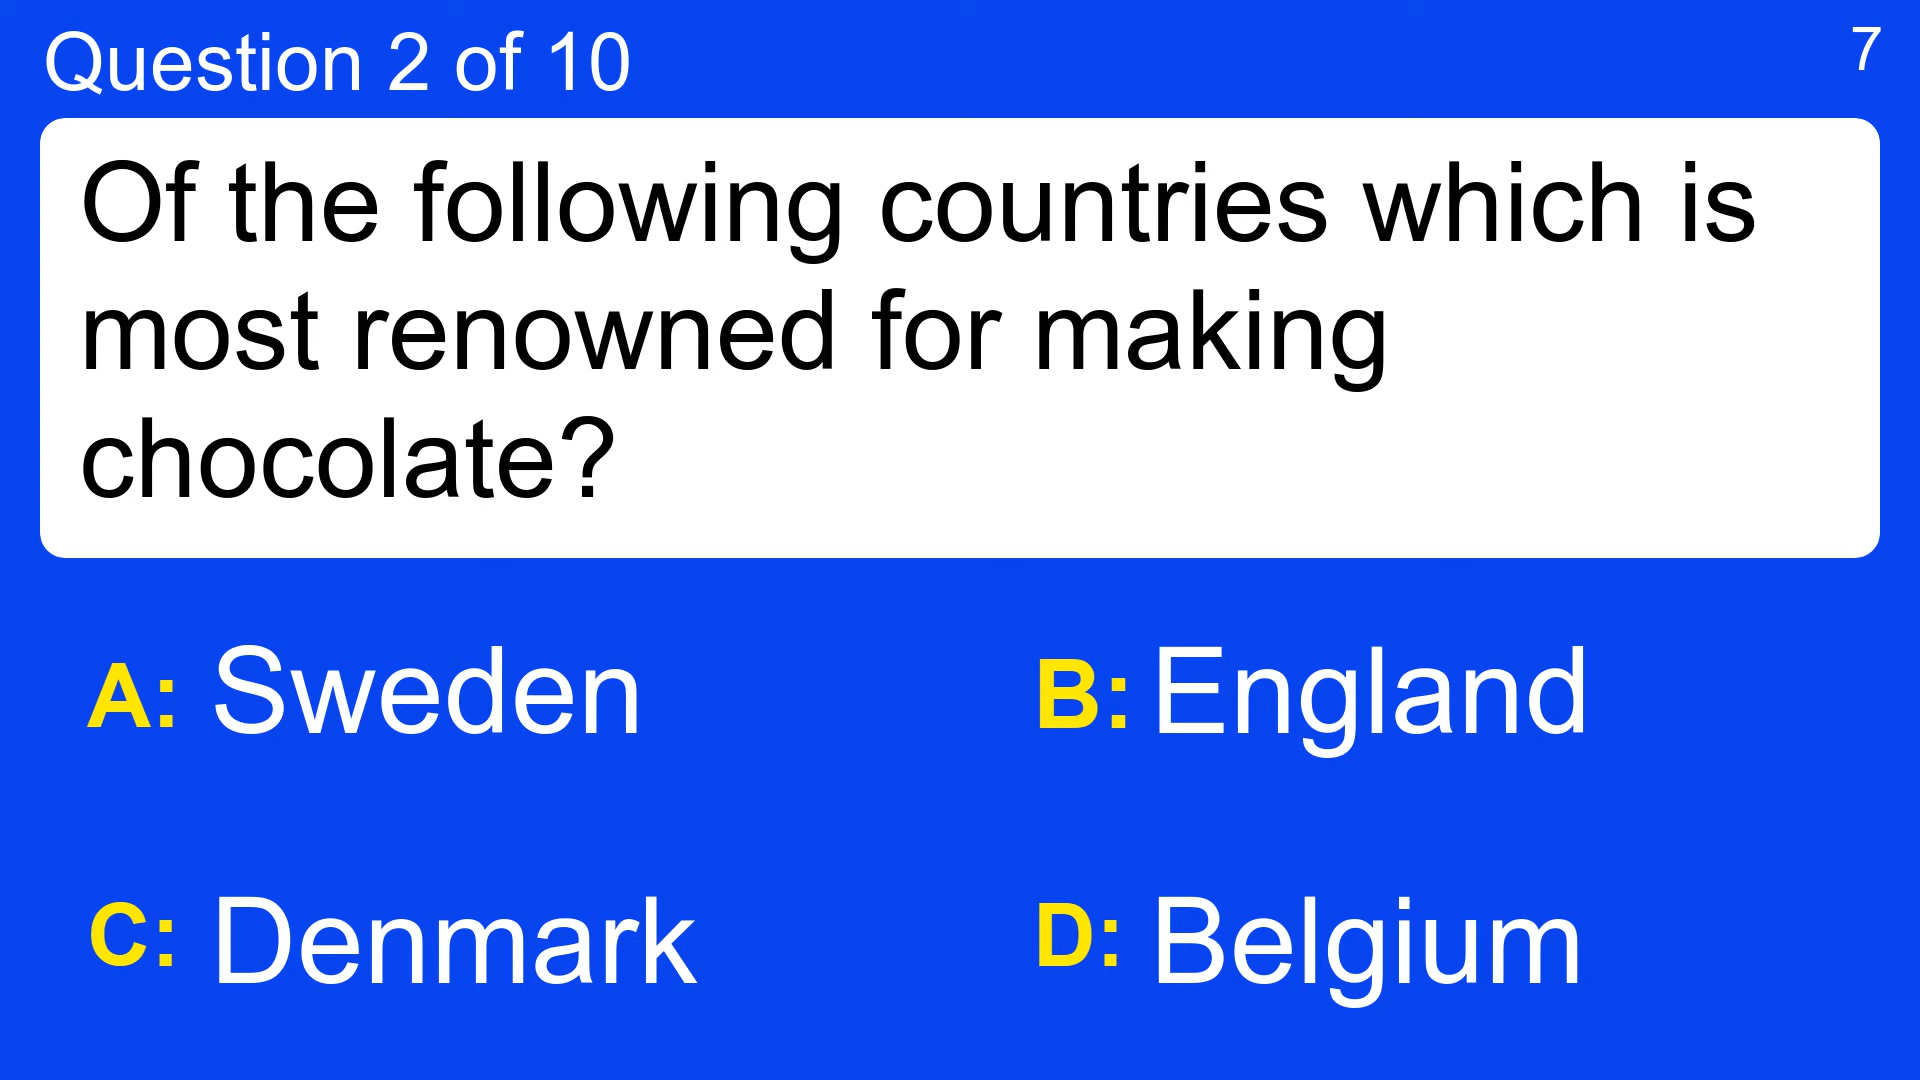 Question 2 of 10
7
Of the following countries which is
most renowned for making
chocolate?
A: Sweden
B: England
C: Denmark
D: Belgium